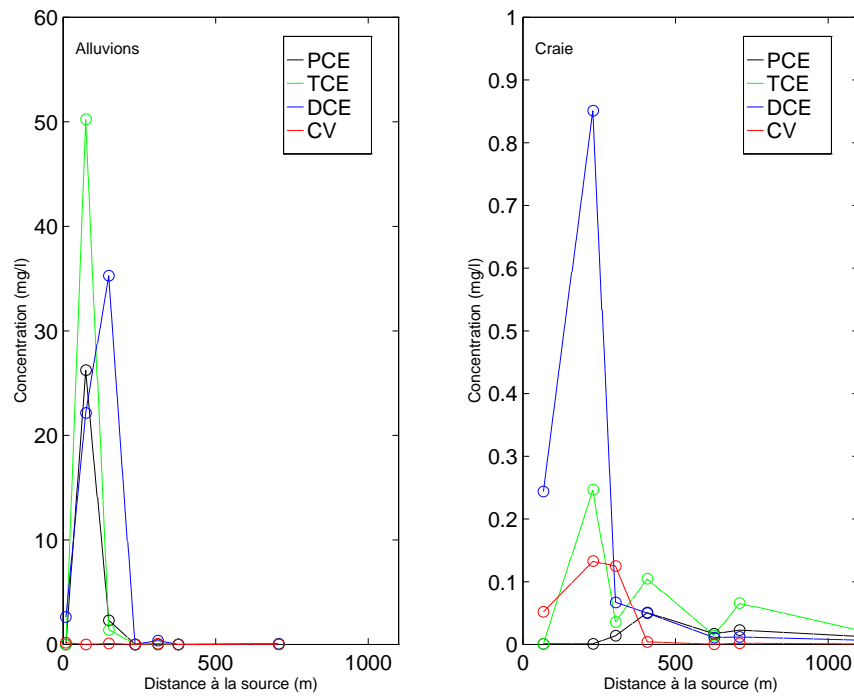 Alluvions
PCE
TCE
DCE
CV
60
50
40
30
20
10
0
Concentration (mg/l)
0 500 1000
Distance à la source (m)
Craie
PCE
TCE
DCE
CV
1
0.9
0.8
0.7
0.6
0.5
0.4
0.3
0.2
0.1
0
Concentration (mg/l)
0 500 1000
Distance à la source (m)